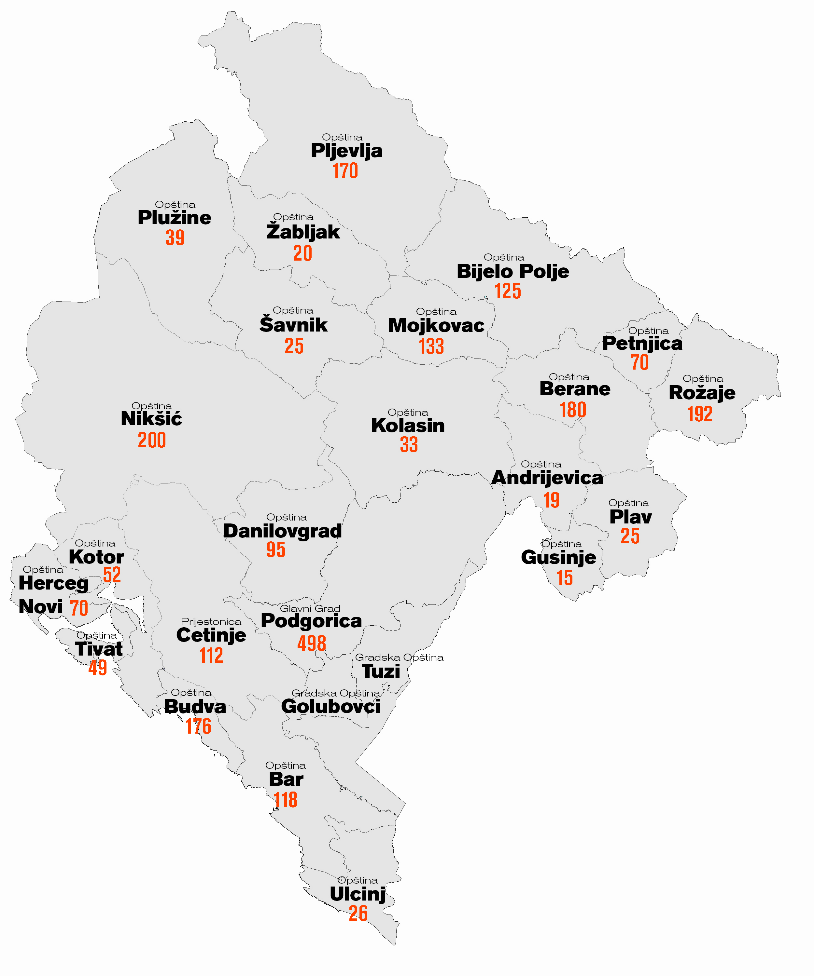 Opština
Pljevlja
170
Opština
Plužine
39
Opština
Žabljak
20
Opština
Bijelo Polje
125
Opština
Šavnik
25
Opština
Mojkovac
133
Opština
Petnjica
70
Opština
Berane
180
Opština
Rožaje
192
Opština
Nikšić
200
Opština
Kolasin
33
Opština
Andrijevica
19
Opština
Plav
25
Opština
Danilovgrad
95
Opština
Gusinje
15
Opština
Kotor
52
Opština
Herceg
Novi 70
Opština
Tivat
49
Prijestonica
Cetinje
112
Glavni Grad
Podgorica
498
Gradska Opština
Tuzi
Gradska Opština
Golubovci
Opština
Budva
176
Opština
Bar
118
Opština
Ulcinj
26